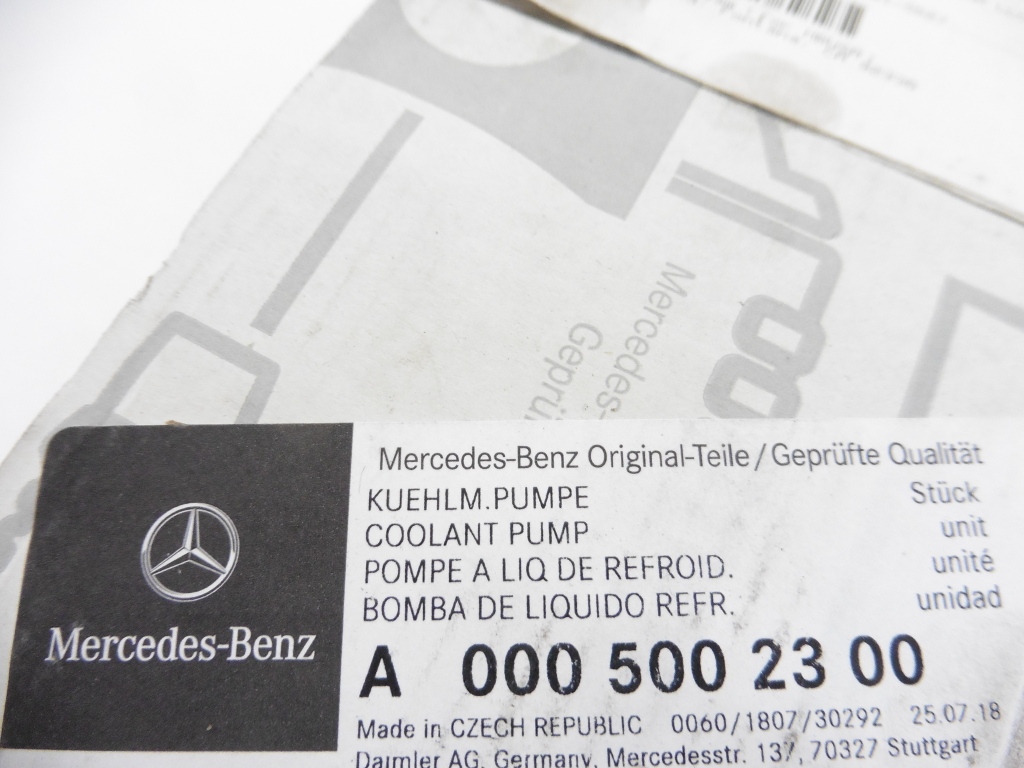 Mercedes-
Geprü
Mercedes-Benz
Mercedes-Benz Original-Teile/Geprüfte Qualität
KUEHLM.PUMPE Stück
COOLANT PUMP unit
POMPE A LIQ DE REFROID. unité
BOMBA DE LIQUIDO REFR. unidad
A 000 500 23 00
Made in CZECH REPUBLIC 0060/1807/30292 25.07.18
Daimler AG, Germany, Mercedesstr. 137, 70327 Stuttgart